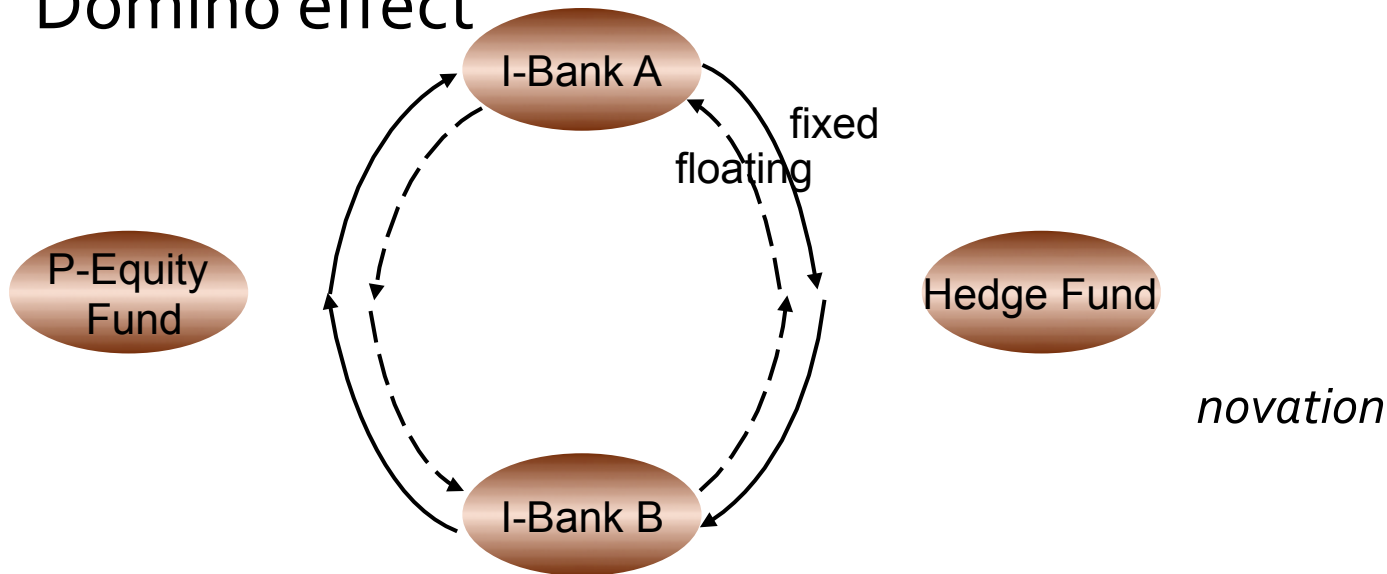 Domino effect
I-Bank A
fixed
floating
P-Equity
Fund
Hedge Fund
novation
I-Bank B